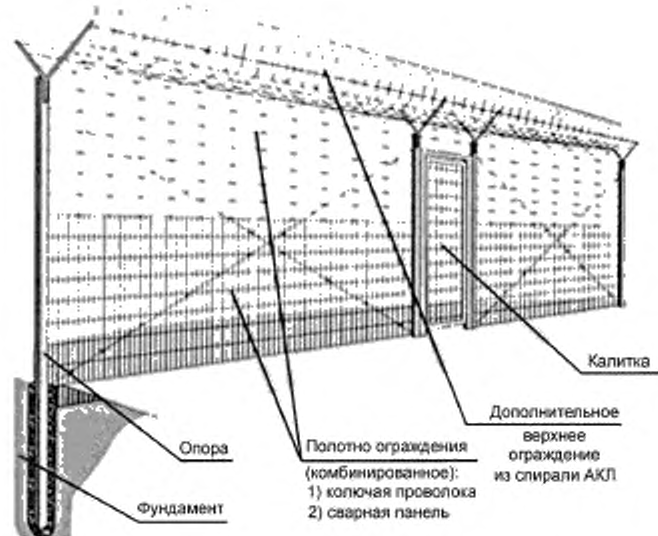 Калитка
Дополнительное
верхнее
ограждение
из спирали АКЛ
Опора
Полотно ограждения
(комбинированное):
1) колючая проволока
2) сварная панель
Фундамент